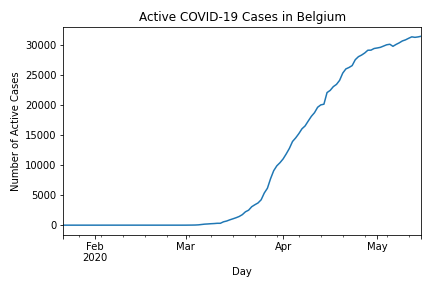 Active COVID-19 Cases in Belgium
Number of Active Cases
30000
25000
20000
15000
10000
5000
0
Feb Mar Apr May
2020
Day